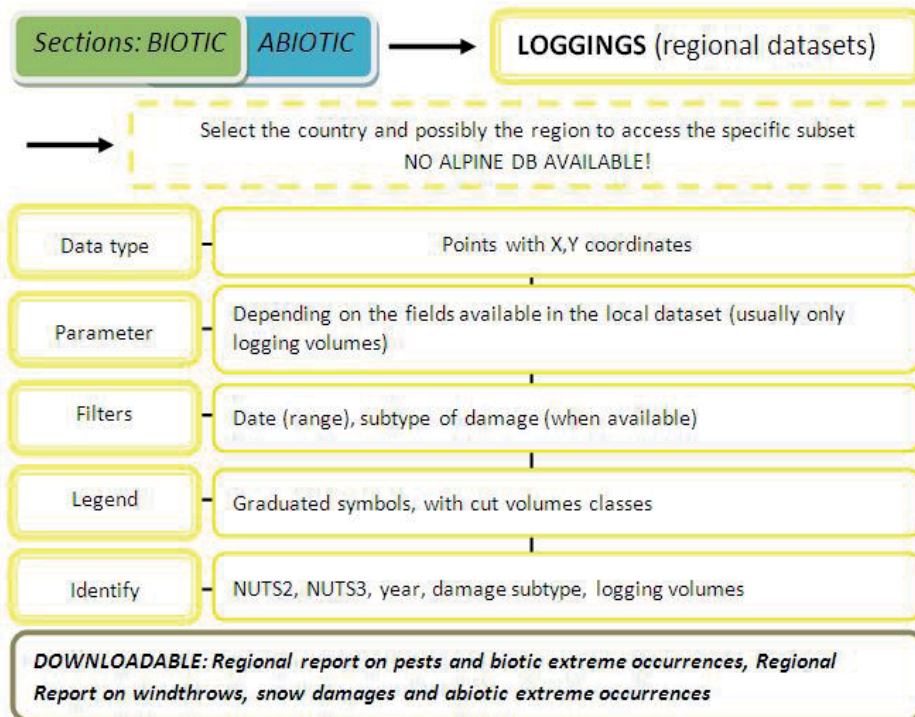 Sections: BIOTIC
ABIOTIC
LOGGINGS (regional datasets)
Select the country and possibly the region to access the specific subset
NO ALPINE DB AVAILABLE!
Data type
Points with X,Y coordinates
Parameter
Depending on the fields available in the local dataset (usually only
logging volumes)
Filters
Date (range), subtype of damage (when available)
Legend
Graduated symbols, with cut volumes classes
Identify
NUTS2, NUTS3, year, damage subtype, logging volumes
DOWNLOADABLE: Regional report on pests and biotic extreme occurrences, Regional
Report on windthrows, snow damages and abiotic extreme occurrences